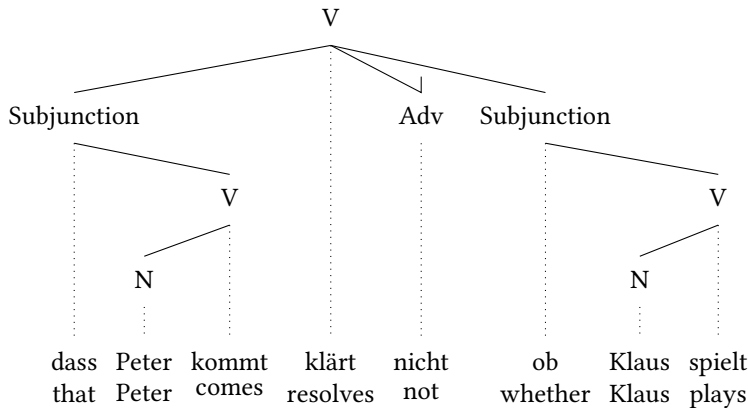 V
Subjunction Adv Subjunction
V V
N N
dass Peter kommt klärt nicht ob Klaus spielt
that Peter comes resolves not whether Klaus plays